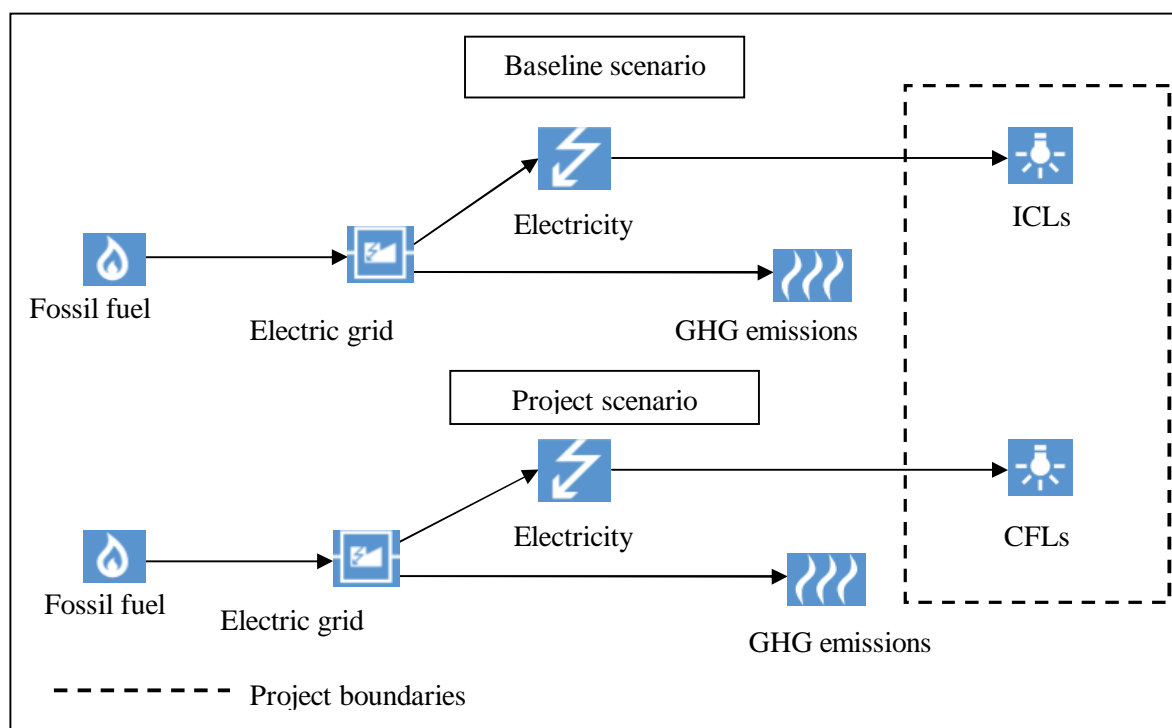 Baseline scenario
Electricity
ICLs
Fossil fuel
Electric grid
GHG emissions
Project scenario
Electricity
CFLs
Fossil fuel
Electric grid
GHG emissions
Project boundaries